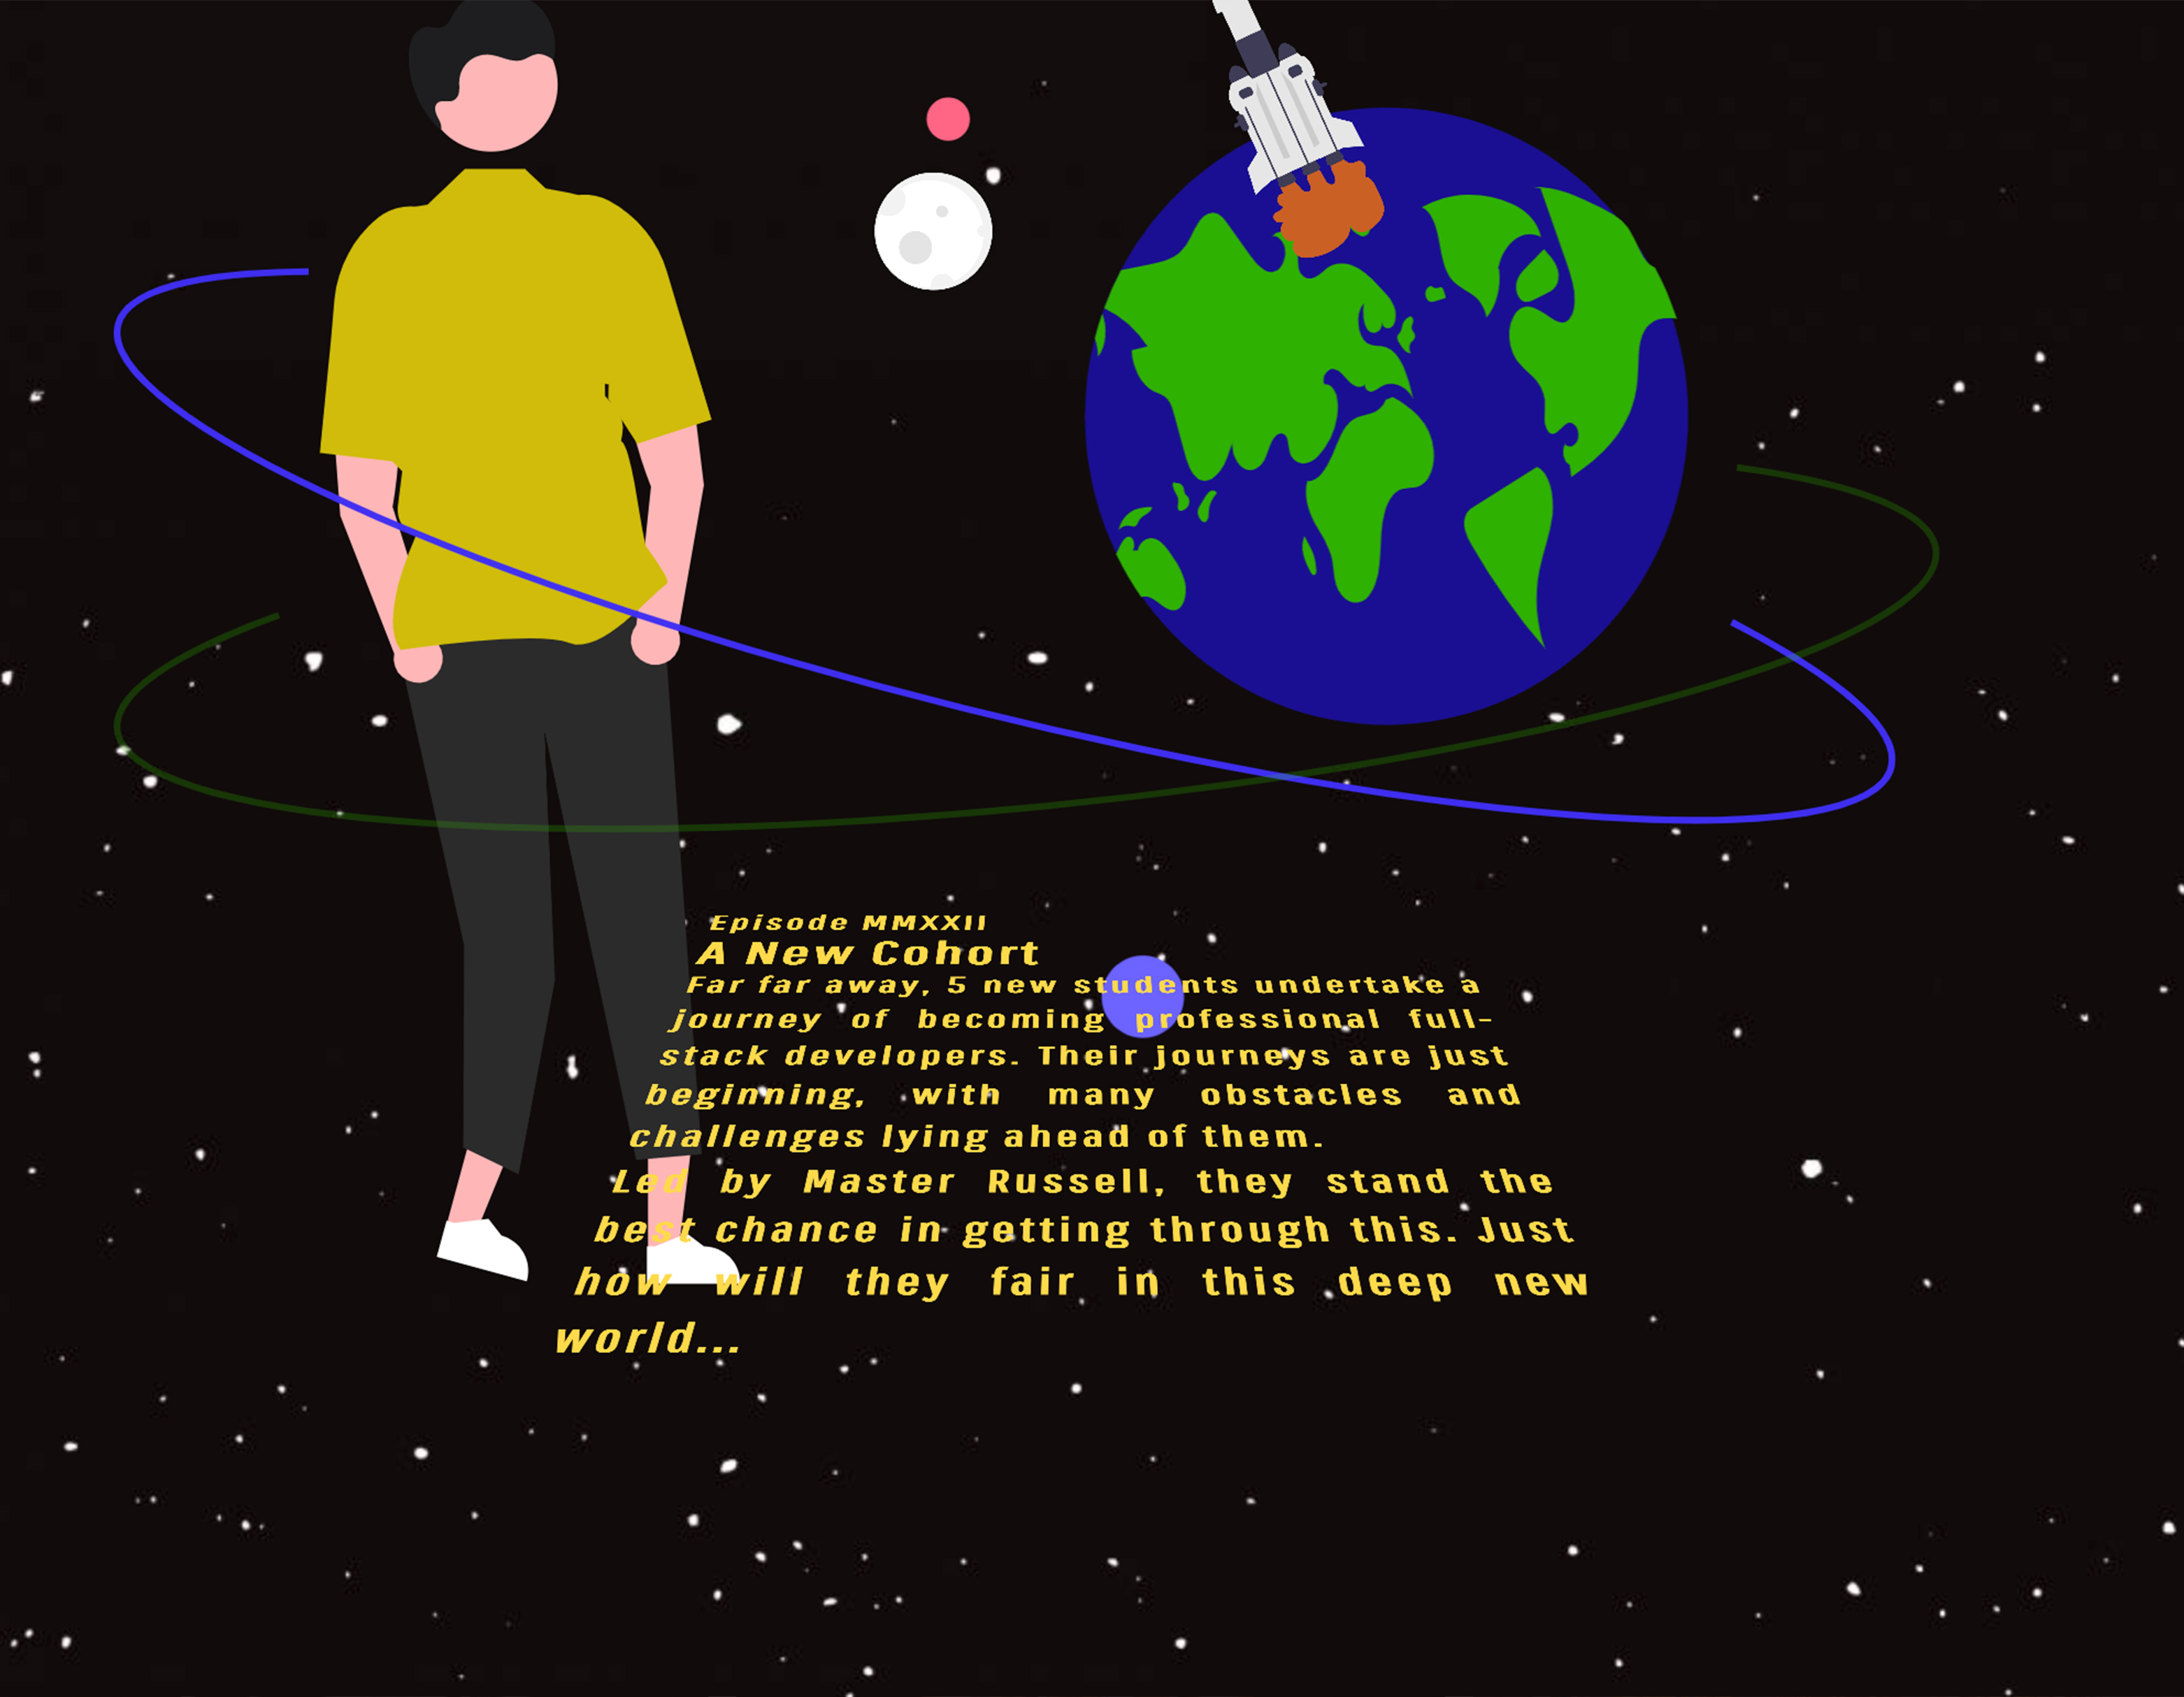 Episode MMXXII
A New Cohort
Far far away, 5 new students undertake a
journey of becoming professional full-
stack developers. Their journeys are just
beginning, with many obstacles and
challenges lying ahead of them.
Led by Master Russell, they stand the
best chance in getting through this. Just
how will they fair in this deep new
world...